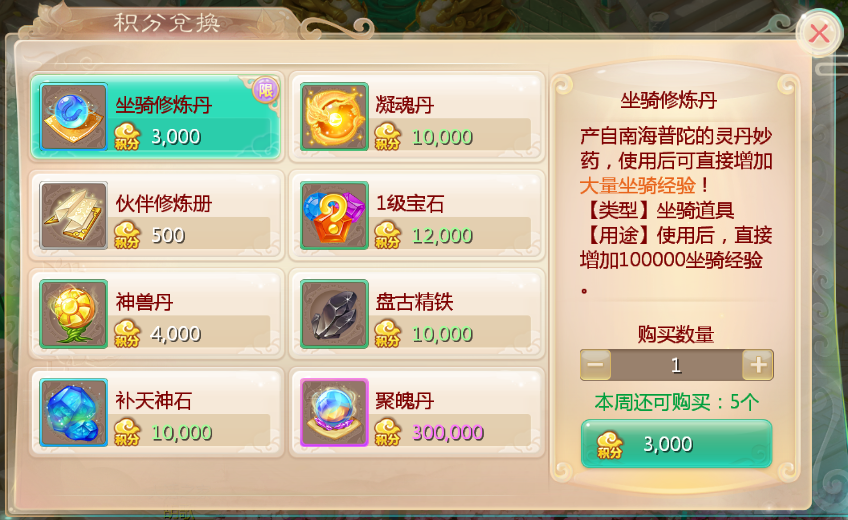 积分兑换
坐骑修炼丹
限
积分 3,000
凝魂丹
积分 10,000
伙伴修炼册
积分 500
1级宝石
积分 12,000
神兽丹
积分 4,000
盘古精铁
积分 10,000
补天神石
积分 10,000
聚魄丹
积分 300,000
坐骑修炼丹
产自南海普陀的灵丹妙
药，使用后可直接增加
大量坐骑经验！
【类型】坐骑道具
【用途】使用后，直接
增加100000坐骑经验
。
购买数量
1
本周还可购买：5个
积分 3,000